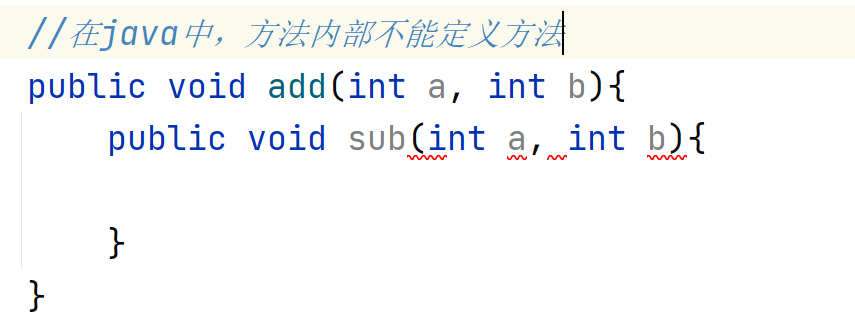 //在java中，方法内部不能定义方法
public void add(int a, int b){
    public void sub(int a, int b){
    }
}